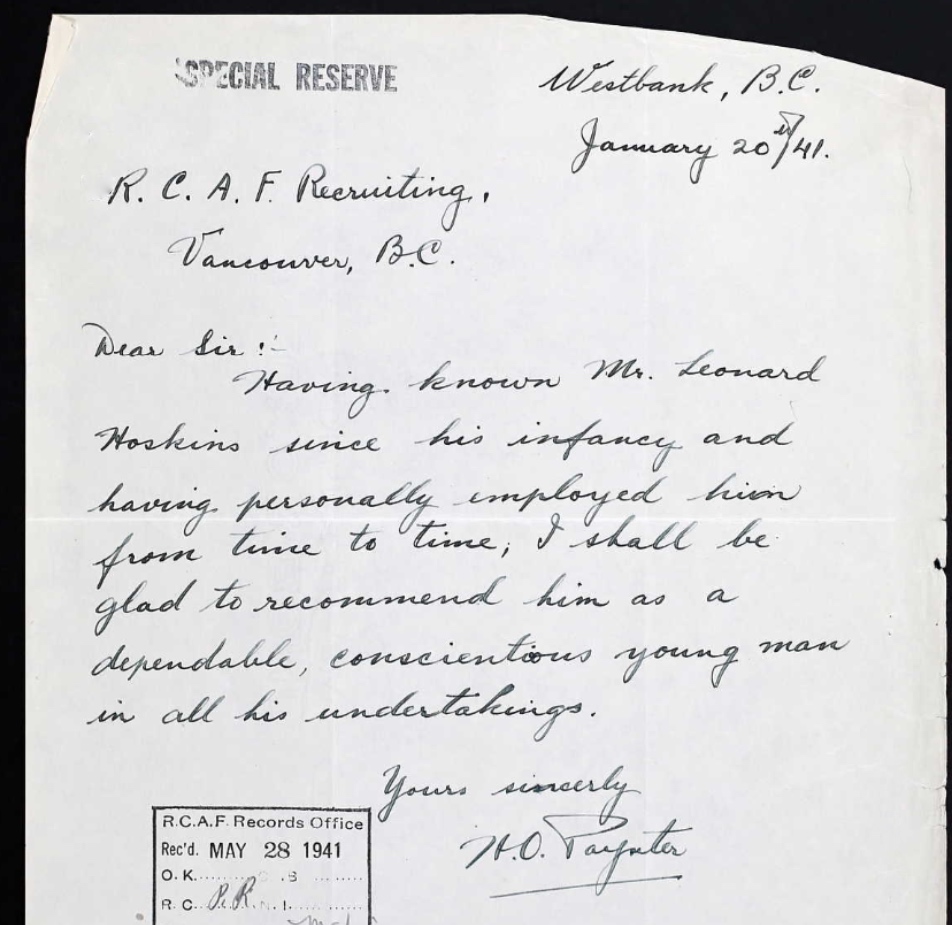 SPECIAL RESERVE
Westbank, B.C.
January 20th/41.
R. C. A. F. Recruiting,
Vancouver, B.C.
Dear Sir:-
Having known Mr. Leonard
Hoskins since his infancy and
having personally employed him
from time to time, I shall be
glad to recommend him as a
dependable, conscientious young man
in all his undertakings.
Yours sincerly
H.O. Paynter
R.C.A.F. Records Office
Rec'd. MAY 28 1941
O. K.
R. C.